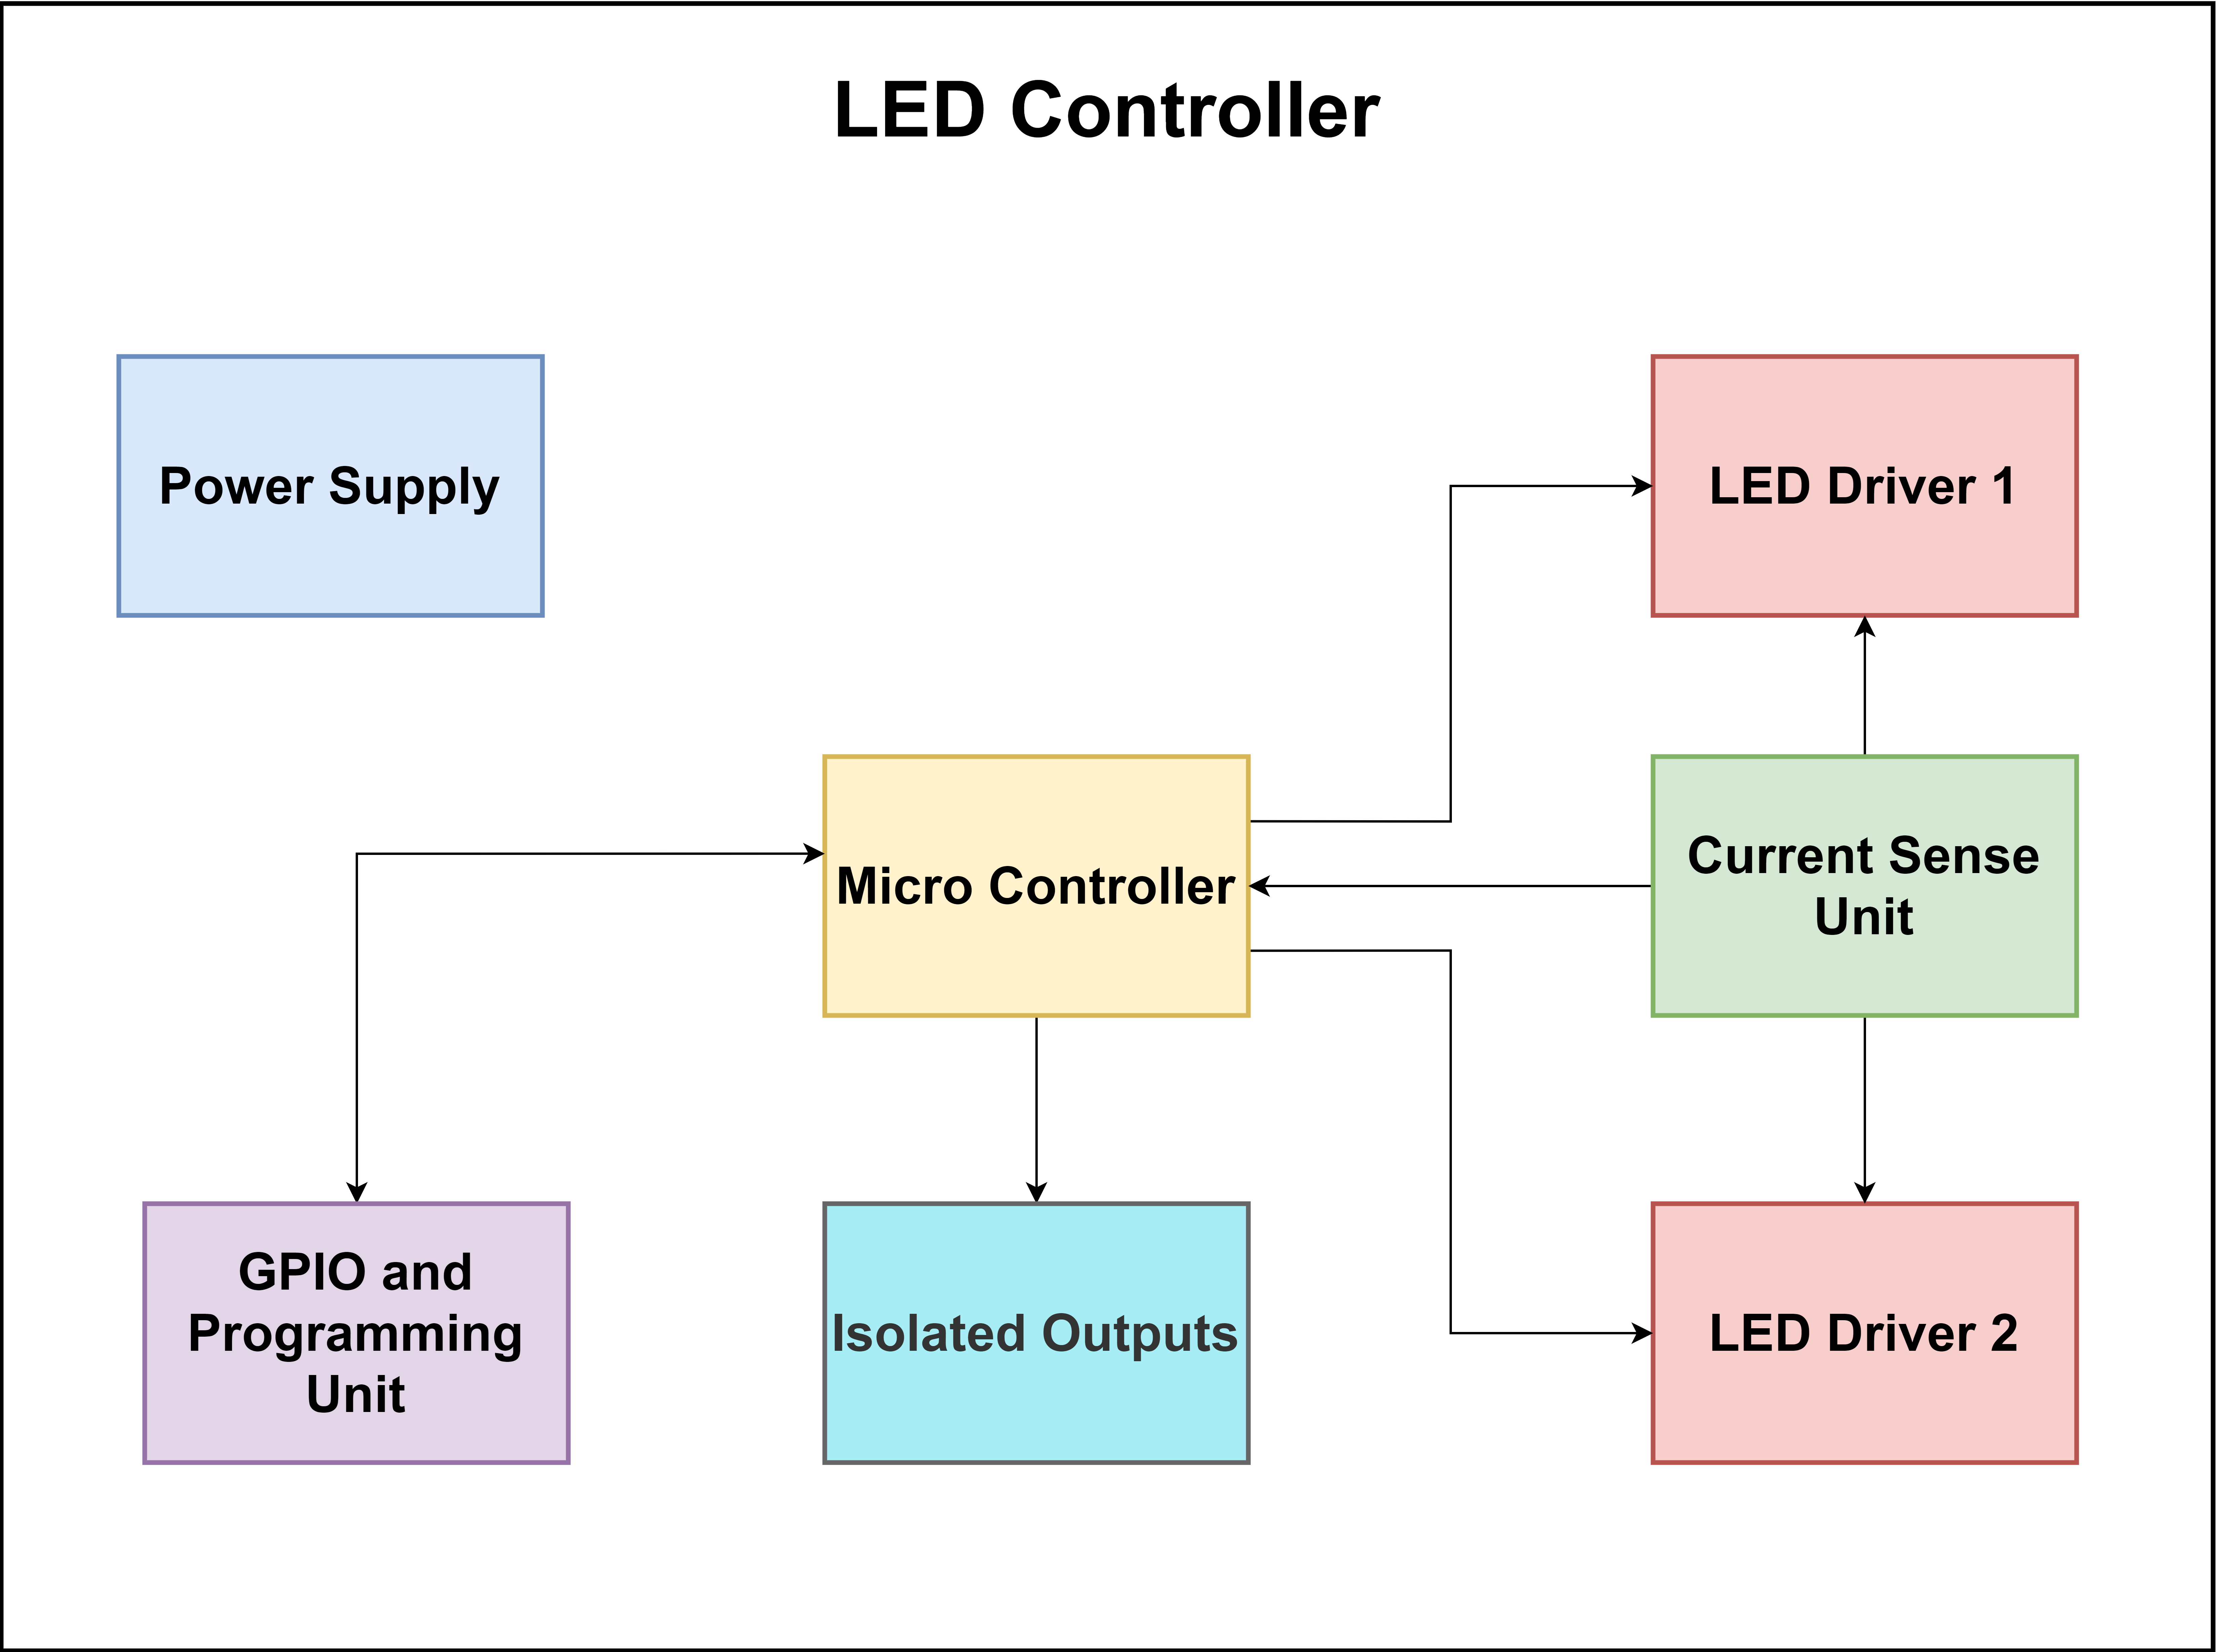 LED Controller
Power Supply
LED Driver 1
Micro Controller
Current Sense
Unit
GPIO and
Programming
Unit
Isolated Outputs
LED Driver 2